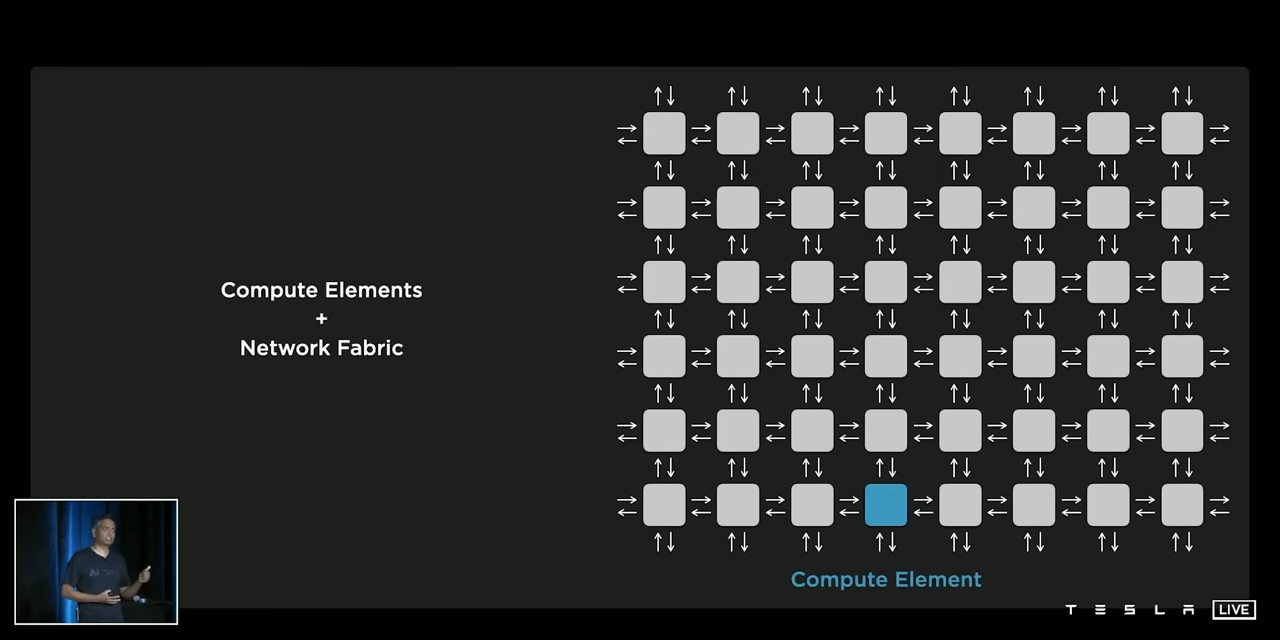 Compute Elements
+
Network Fabric
Compute Element
TESLA LIVE